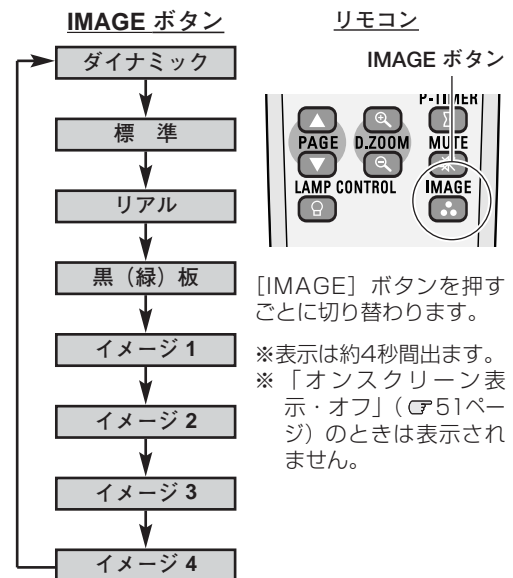 IMAGE ボタン
ダイナミック
標 準
リアル
黒（緑）板
イメージ 1
イメージ 2
イメージ 3
イメージ 4
リモコン
IMAGE ボタン
P-TIMER
PAGE D.ZOOM MUTE
LAMP CONTROL IMAGE
［IMAGE］ボタンを押す
ごとに切り替わります。
※表示は約4秒間出ます。
※「オンスクリーン表
示・オフ」（☞51ペー
ジ）のときは表示され
ません。